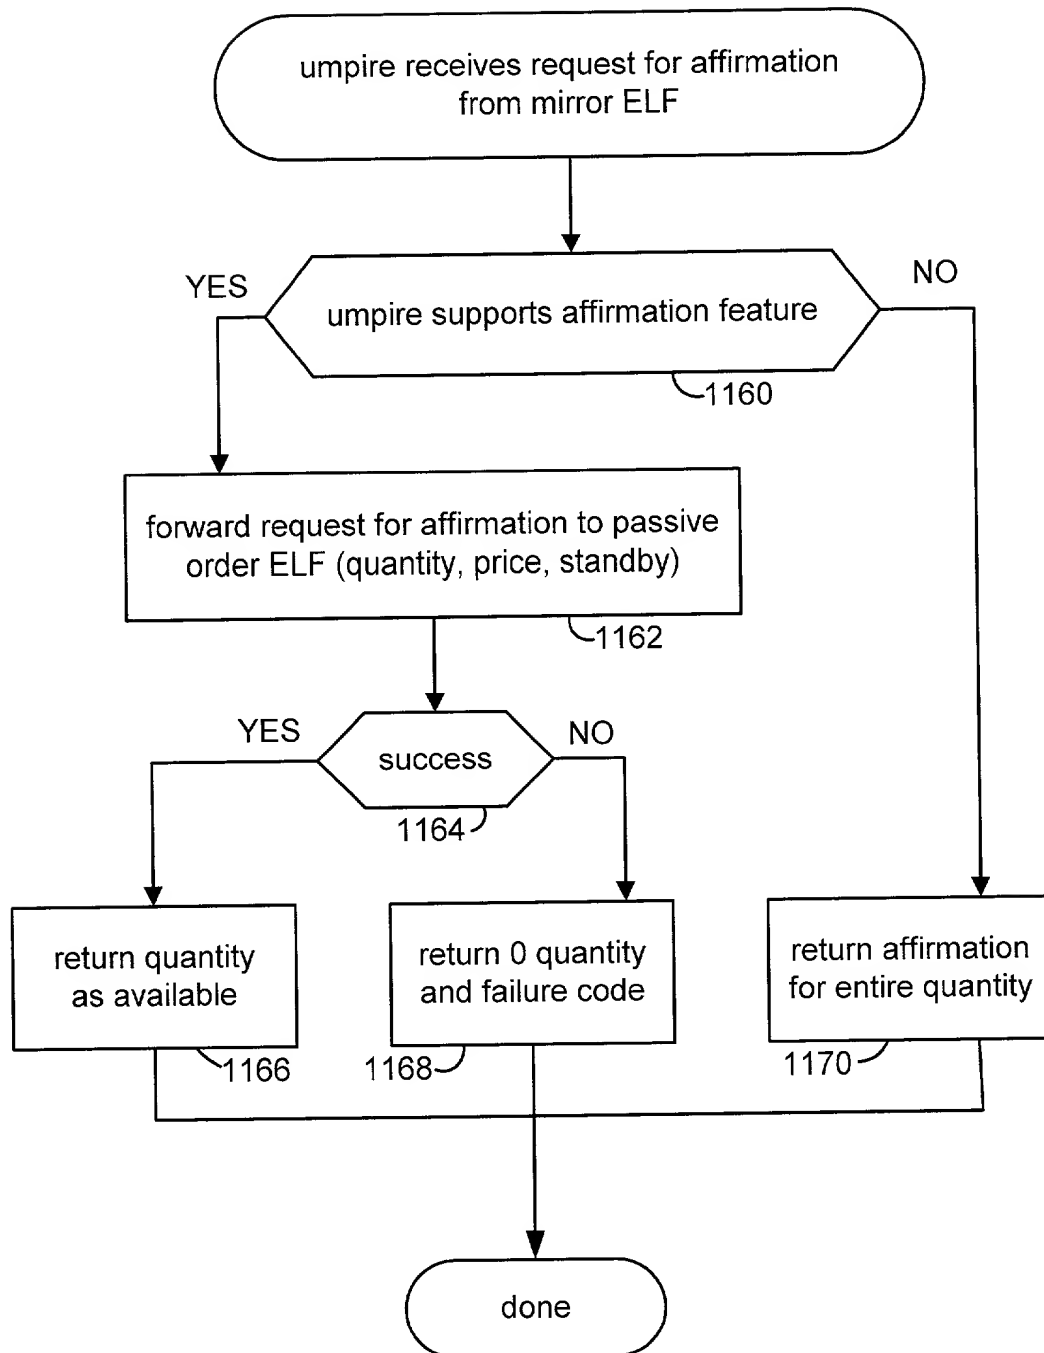 umpire receives request for affirmation
from mirror ELF
YES
NO
umpire supports affirmation feature
1160
forward request for affirmation to passive
order ELF (quantity, price, standby)
1162
YES
NO
success
1164
return quantity
as available
1166
return 0 quantity
and failure code
1168
return affirmation
for entire quantity
1170
done